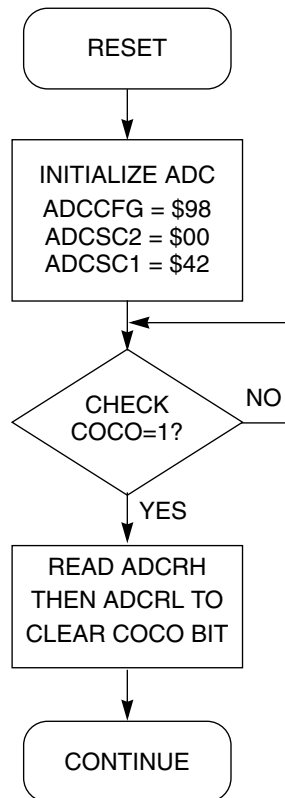 RESET
INITIALIZE ADC
ADCCFG = $98
ADCSC2 = $00
ADCSC1 = $42
CHECK
COCO=1?
NO
YES
READ ADCRH
THEN ADCRL TO
CLEAR COCO BIT
CONTINUE